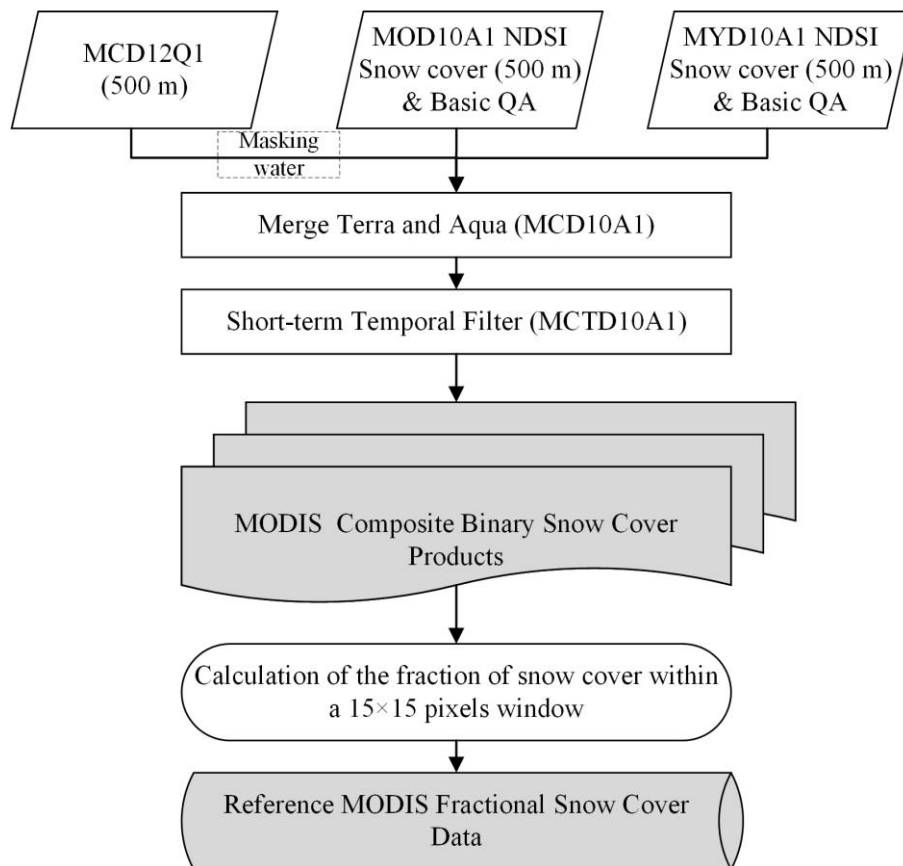 MCD12Q1
(500 m)
MOD10A1 NDSI
Snow cover (500 m)
& Basic QA
MYD10A1 NDSI
Snow cover (500 m)
& Basic QA
Masking
water
Merge Terra and Aqua (MCD10A1)
Short-term Temporal Filter (MCTD10A1)
MODIS Composite Binary Snow Cover
Products
Calculation of the fraction of snow cover within
a 15×15 pixels window
Reference MODIS Fractional Snow Cover
Data